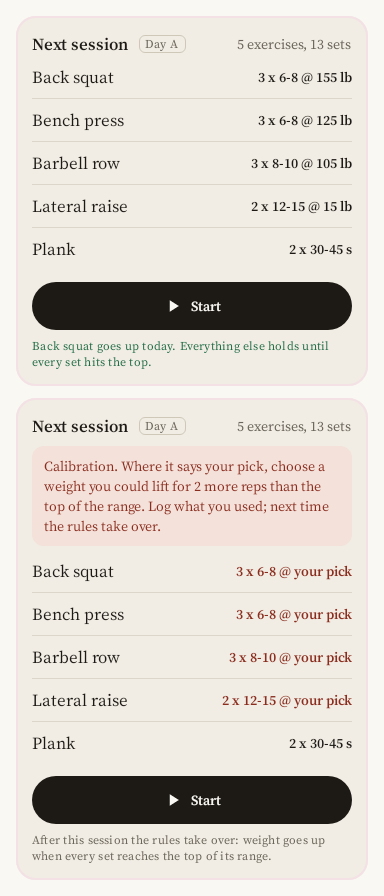 Next session Day A 5 exercises, 13 sets
Back squat 3 x 6-8 @ 155 lb
Bench press 3 x 6-8 @ 125 lb
Barbell row 3 x 8-10 @ 105 lb
Lateral raise 2 x 12-15 @ 15 lb
Plank 2 x 30-45 s
Start
Back squat goes up today. Everything else holds until
every set hits the top.
Next session Day A 5 exercises, 13 sets
Calibration. Where it says your pick, choose a
weight you could lift for 2 more reps than the
top of the range. Log what you used; next time
the rules take over.
Back squat 3 x 6-8 @ your pick
Bench press 3 x 6-8 @ your pick
Barbell row 3 x 8-10 @ your pick
Lateral raise 2 x 12-15 @ your pick
Plank 2 x 30-45 s
Start
After this session the rules take over: weight goes up
when every set reaches the top of its range.